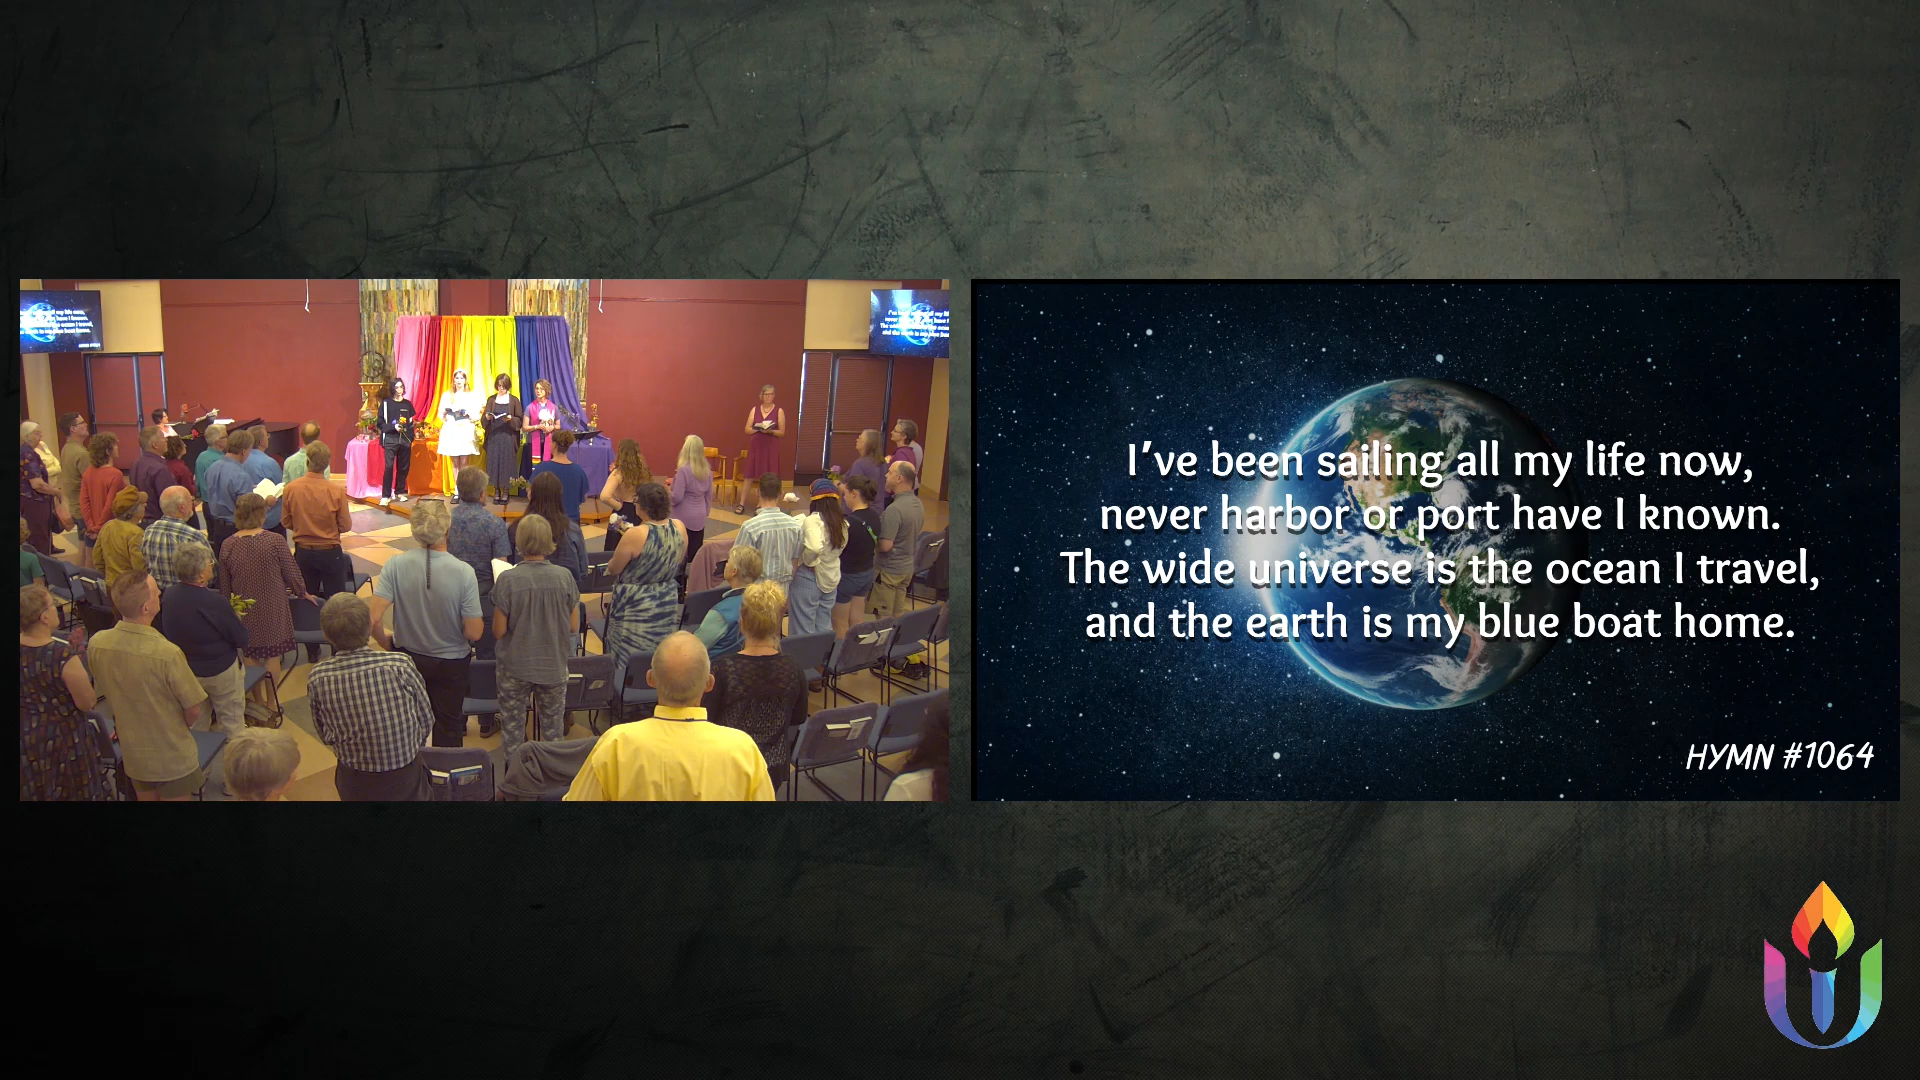 I've been sailing all my life now,
never harbor or port have I known.
The wide universe is the ocean I travel,
and the earth is my blue boat home.
HYMN #1064